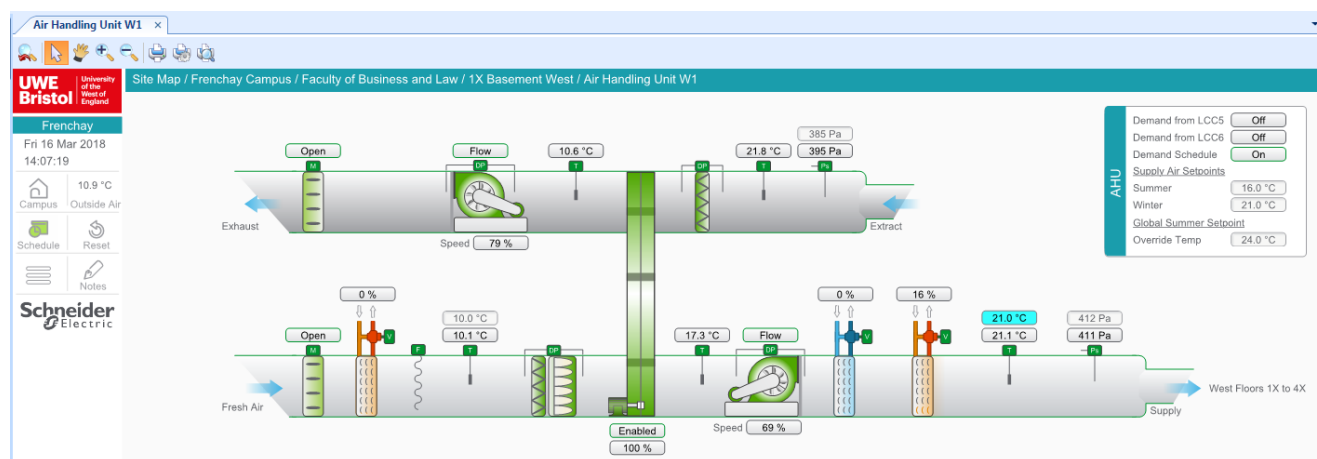 Air Handling Unit W1 ×
UWE Bristol
University of the West of England
Site Map / Frenchay Campus / Faculty of Business and Law / 1X Basement West / Air Handling Unit W1
Frenchay
Fri 16 Mar 2018
14:07:19
10.9 °C
Campus
Outside Air
Schedule
Reset
Notes
Schneider
Electric
Open
M
Flow
DP
10.6 °C
T
DP
21.8 °C
T
385 Pa
395 Pa
Ps
Exhaust
Speed 79 %
Extract
AHU
Demand from LCC5 Off
Demand from LCC6 Off
Demand Schedule On
Supply Air Setpoints
Summer 16.0 °C
Winter 21.0 °C
Global Summer Setpoint
Override Temp 24.0 °C
Open
M
0 %
V
F
10.0 °C
10.1 °C
T
DP
17.3 °C
T
Flow
DP
0 %
V
16 %
V
21.0 °C
21.1 °C
T
412 Pa
411 Pa
Ps
Fresh Air
Enabled
100 %
Speed 69 %
Supply
West Floors 1X to 4X